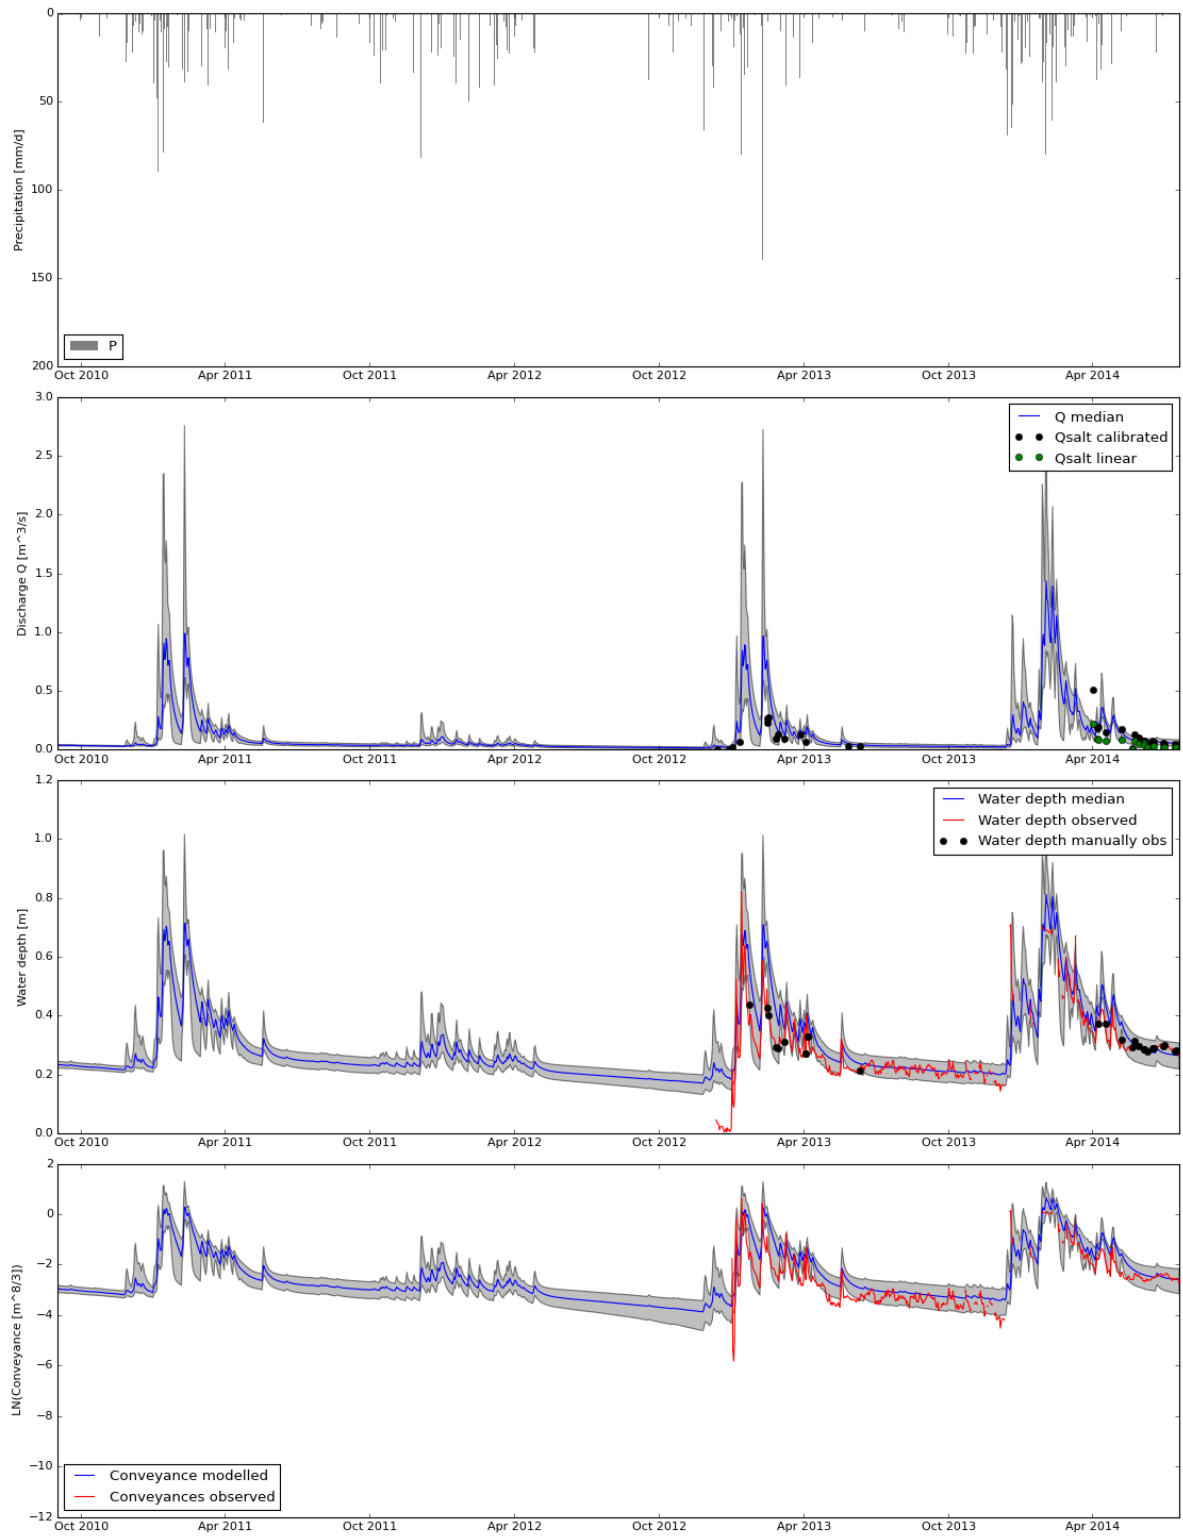 0
50
100
150
200
Precipitation [mm/d]
P
Oct 2010 Apr 2011 Oct 2011 Apr 2012 Oct 2012 Apr 2013 Oct 2013 Apr 2014
3.0
2.5
2.0
1.5
1.0
0.5
0.0
Discharge Q [m^3/s]
Q median
Qsalt calibrated
Qsalt linear
Oct 2010 Apr 2011 Oct 2011 Apr 2012 Oct 2012 Apr 2013 Oct 2013 Apr 2014
1.2
1.0
0.8
0.6
0.4
0.2
0.0
Water depth [m]
Water depth median
Water depth observed
Water depth manually obs
Oct 2010 Apr 2011 Oct 2011 Apr 2012 Oct 2012 Apr 2013 Oct 2013 Apr 2014
2
0
−2
−4
−6
−8
−10
−12
LN(Conveyance [m^8/3])
Conveyance modelled
Conveyances observed
Oct 2010 Apr 2011 Oct 2011 Apr 2012 Oct 2012 Apr 2013 Oct 2013 Apr 2014